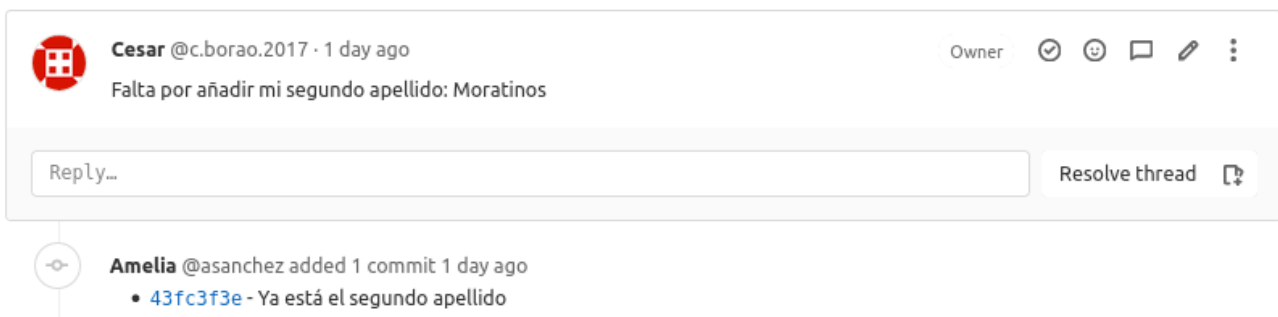 Cesar @c.borao.2017 · 1 day ago
Owner
Falta por añadir mi segundo apellido: Moratinos
Reply…
Resolve thread
Amelia @asanchez added 1 commit 1 day ago
• 43fc3f3e - Ya está el segundo apellido